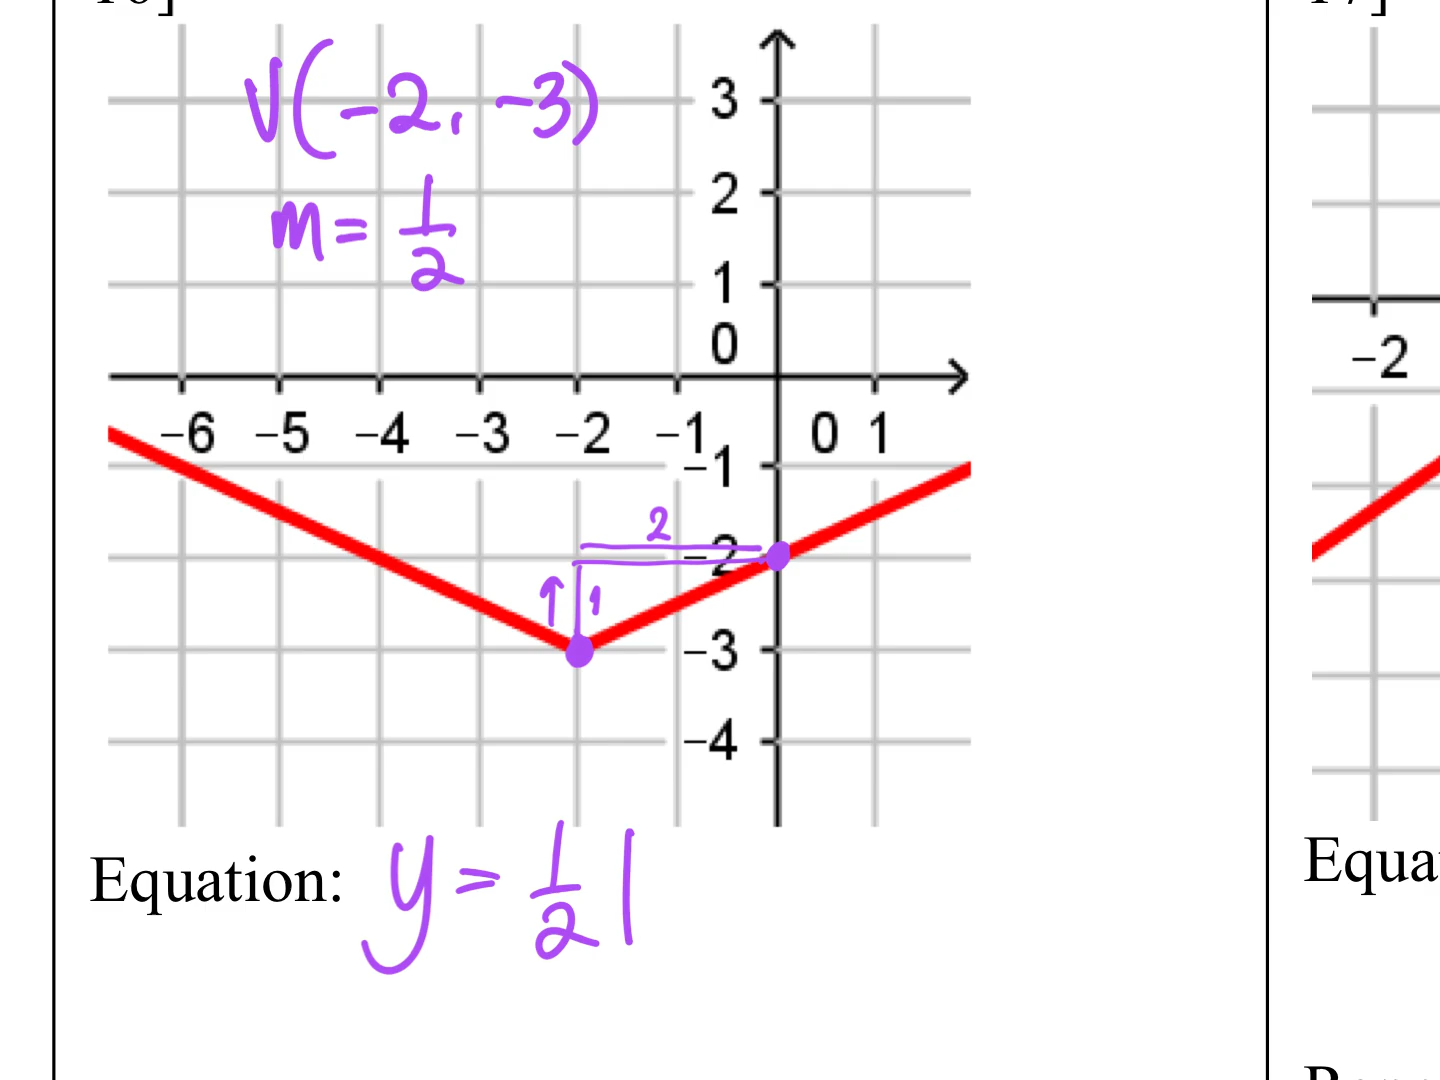 16]
V(-2, -3)
m = 1/2
3
2
1
0
-6 -5 -4 -3 -2 -1 0 1
-1
2
-2
1
-3
-4
Equation: y = 1/2 |
-2
Equa